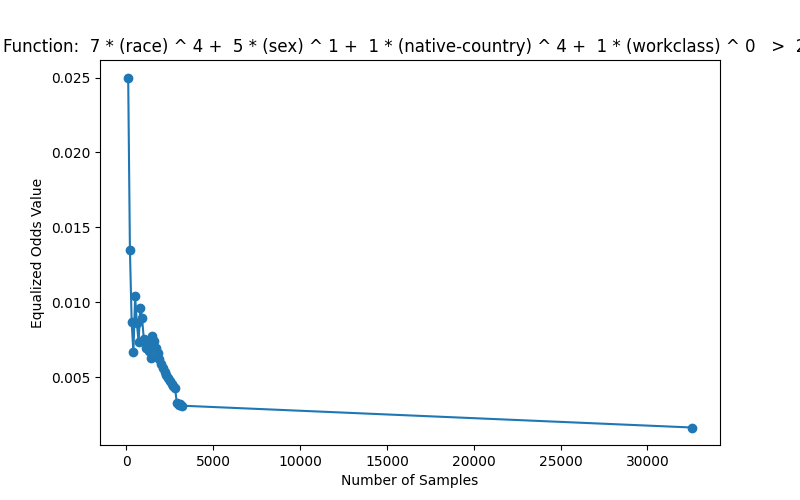 Function:  7 * (race) ^ 4 +  5 * (sex) ^ 1 +  1 * (native-country) ^ 4 +  1 * (workclass) ^ 0   >  2
0.025
0.020
0.015
0.010
0.005
Equalized Odds Value
0 5000 10000 15000 20000 25000 30000
Number of Samples